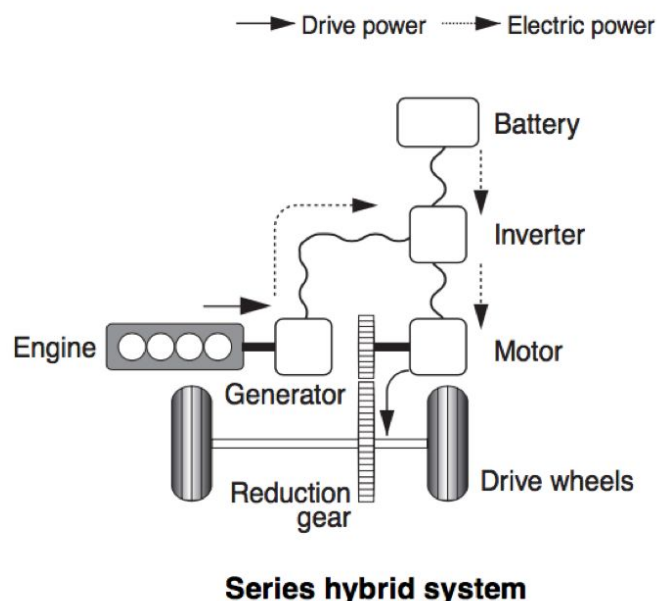 Drive power
Electric power
Battery
Inverter
Engine
Motor
Generator
Reduction
gear
Drive wheels
Series hybrid system